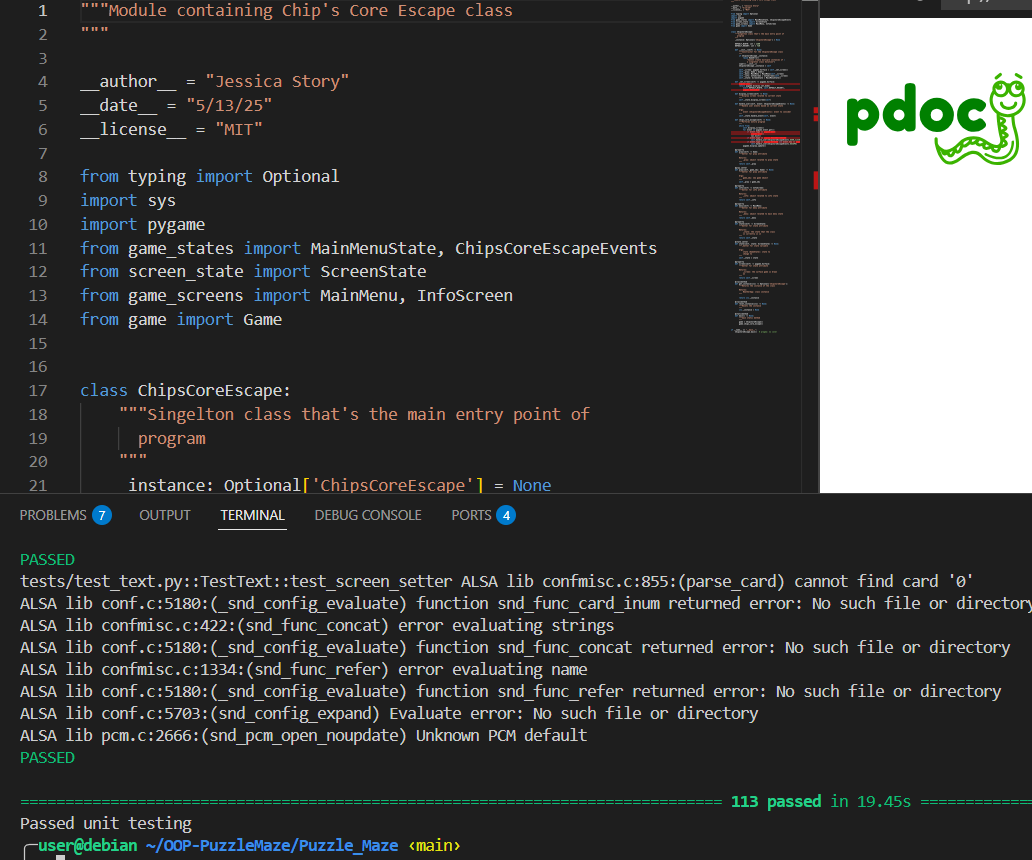 1 """Module containing Chip's Core Escape class
2 """
3
4 __author__ = "Jessica Story"
5 __date__ = "5/13/25"
6 __license__ = "MIT"
7
8 from typing import Optional
9 import sys
10 import pygame
11 from game_states import MainMenuState, ChipsCoreEscapeEvents
12 from screen_state import ScreenState
13 from game_screens import MainMenu, InfoScreen
14 from game import Game
15
16
17 class ChipsCoreEscape:
18 """Singelton class that's the main entry point of
19 program
20 """
21 instance: Optional['ChipsCoreEscape'] = None
pdoc
PROBLEMS 7 OUTPUT TERMINAL DEBUG CONSOLE PORTS 4
PASSED
tests/test_text.py::TestText::test_screen_setter ALSA lib confmisc.c:855:(parse_card) cannot find card '0'
ALSA lib conf.c:5180:(_snd_config_evaluate) function snd_func_card_inum returned error: No such file or directory
ALSA lib confmisc.c:422:(snd_func_concat) error evaluating strings
ALSA lib conf.c:5180:(_snd_config_evaluate) function snd_func_concat returned error: No such file or directory
ALSA lib confmisc.c:1334:(snd_func_refer) error evaluating name
ALSA lib conf.c:5180:(_snd_config_evaluate) function snd_func_refer returned error: No such file or directory
ALSA lib conf.c:5703:(snd_config_expand) Evaluate error: No such file or directory
ALSA lib pcm.c:2666:(snd_pcm_open_noupdate) Unknown PCM default
PASSED
113 passed in 19.45s
Passed unit testing
user@debian ~/OOP-PuzzleMaze/Puzzle_Maze ‹main›